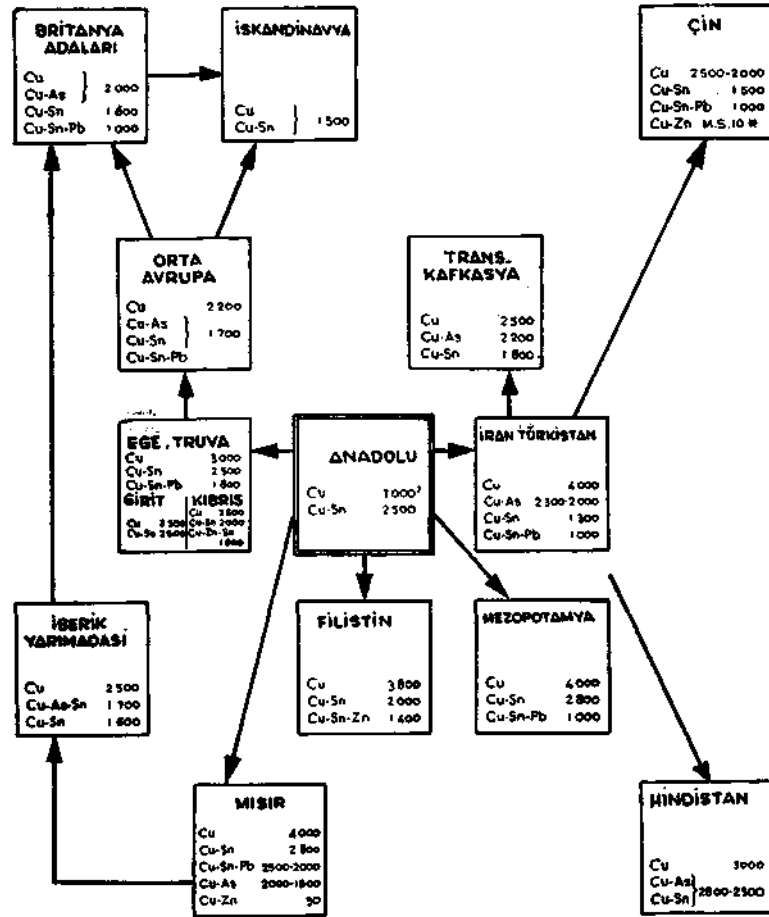 BRİTANYA
ADALARI
Cu
Cu-As } 2000
Cu-Sn 1600
Cu-Sn-Pb 1000
İSKANDİNAVYA
Cu
Cu-Sn } 1500
ÇİN
Cu 2500-2000
Cu-Sn 1500
Cu-Sn-Pb 1000
Cu-Zn M.S. 10
ORTA
AVRUPA
Cu 2200
Cu-As
Cu-Sn } 1700
Cu-Sn-Pb
TRANS-
KAFKASYA
Cu 2500
Cu-As 2200
Cu-Sn 1800
EGE, TRUVA
Cu 3000
Cu-Sn 2500
Cu-Sn-Pb 1800
GİRİT
Cu
KIBRIS
Cu
Cu-Sn 2000
Cu-Zn-Sn
ANADOLU
Cu
Cu-Sn 2500
İRAN TÜRKİSTAN
Cu 4000
Cu-As 2300-2000
Cu-Sn 1300
Cu-Sn-Pb 1000
İBERİK
YARIMADASI
Cu 2500
Cu-As-Sn 1700
Cu-Sn 1600
FİLİSTİN
Cu 3800
Cu-Sn 2000
Cu-Sn-Zn 1400
MEZOPOTAMYA
Cu 4000
Cu-Sn 2800
Cu-Sn-Pb 1000
MISIR
Cu 4000
Cu-Sn 2800
Cu-Sn-Pb 2500-2000
Cu-As 2000-1800
Cu-Zn 30
HİNDİSTAN
Cu 3000
Cu-As
Cu-Sn } 2800-2500